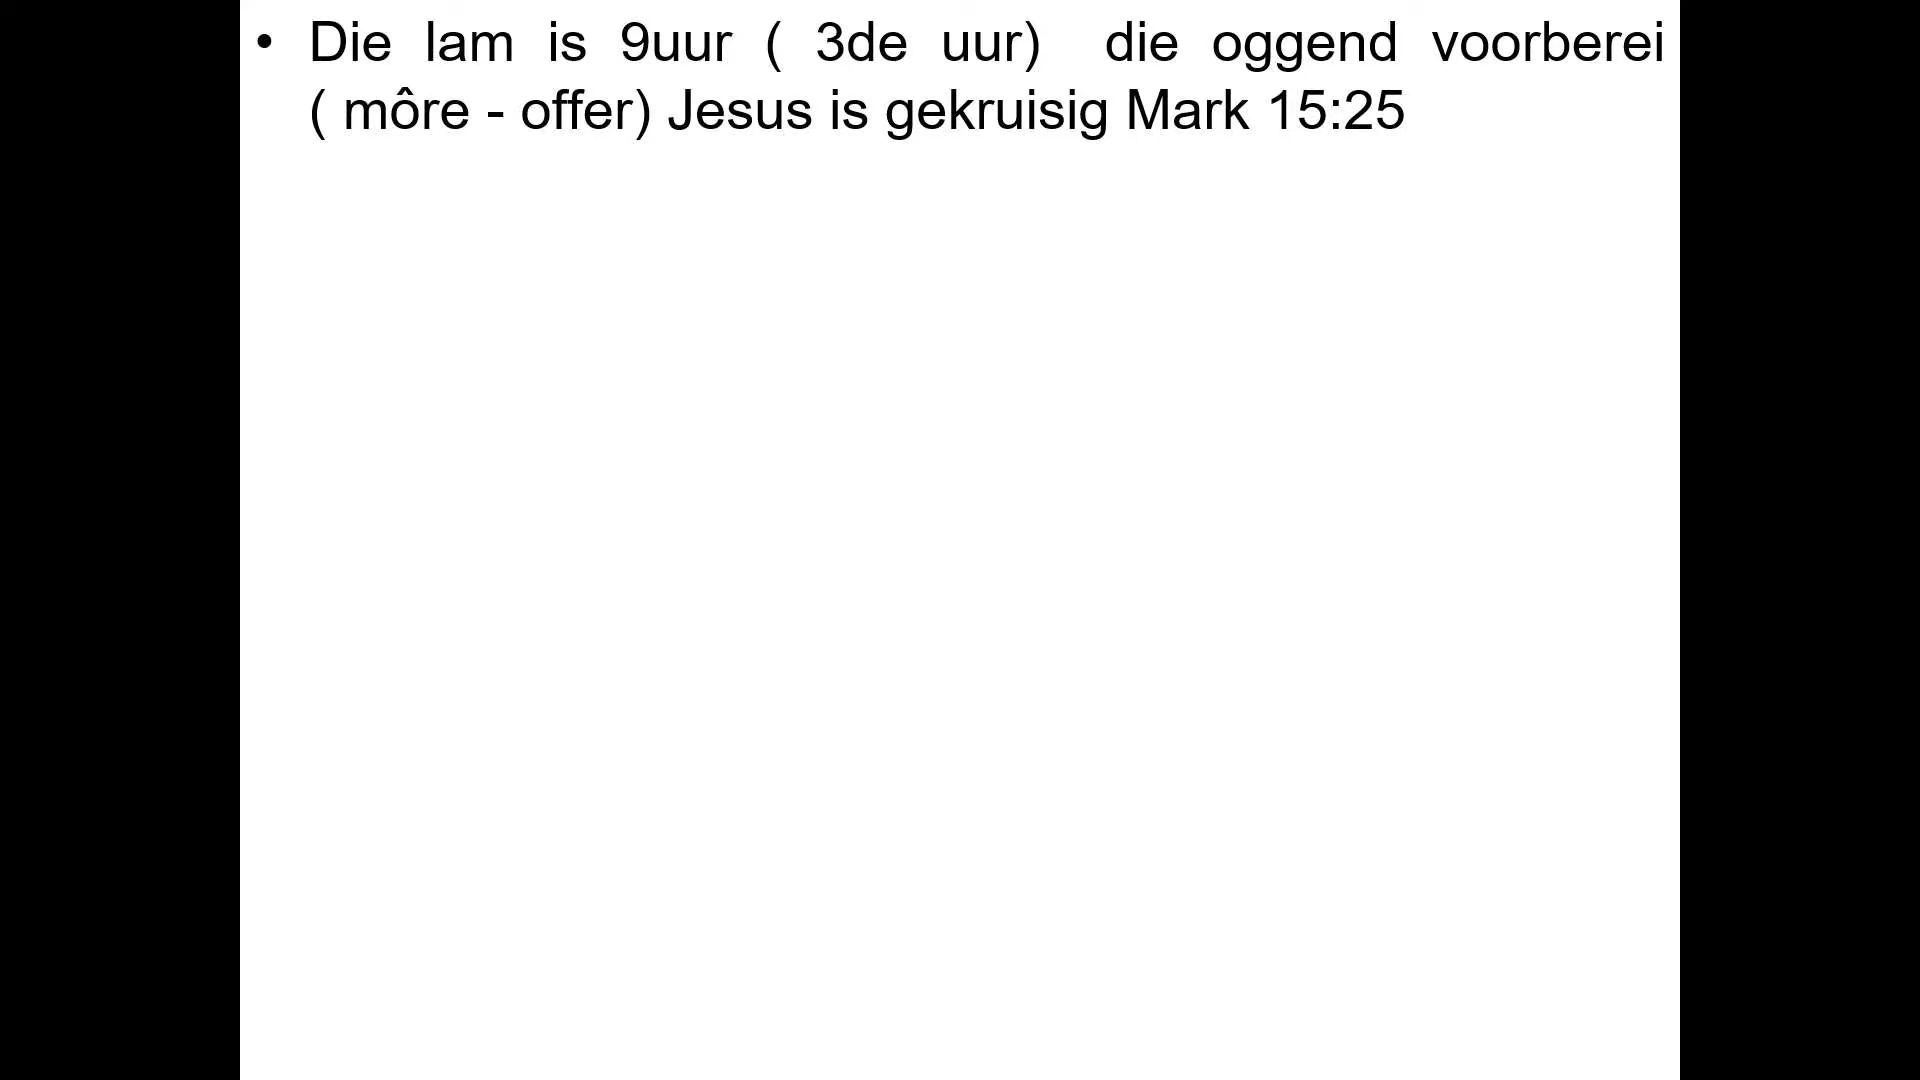 • Die lam is 9uur ( 3de uur)  die oggend voorberei
( môre - offer) Jesus is gekruisig Mark 15:25